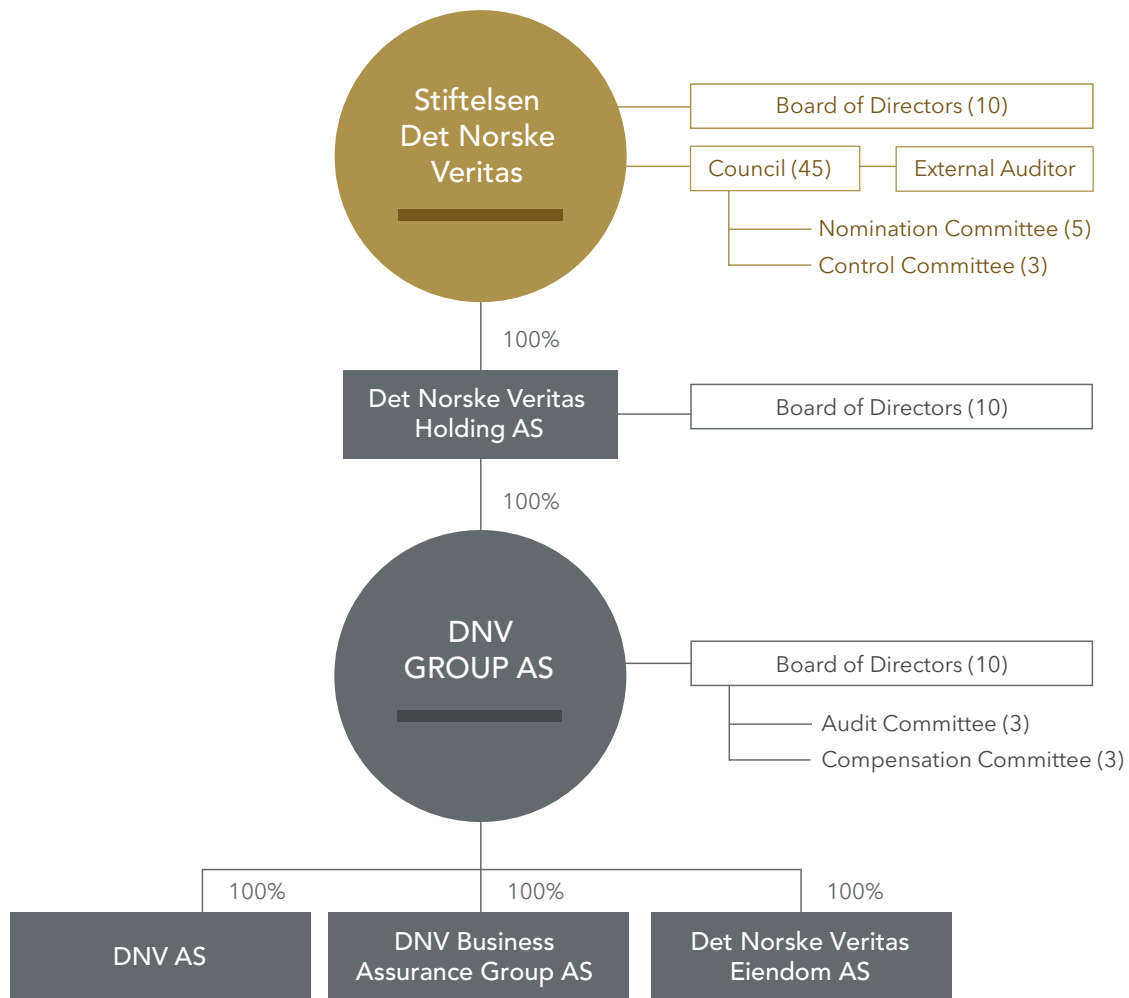 Stiftelsen
Det Norske
Veritas
Board of Directors (10)
Council (45)
External Auditor
Nomination Committee (5)
Control Committee (3)
100%
Det Norske Veritas
Holding AS
Board of Directors (10)
100%
DNV
GROUP AS
Board of Directors (10)
Audit Committee (3)
Compensation Committee (3)
100%
100%
100%
DNV AS
DNV Business
Assurance Group AS
Det Norske Veritas
Eiendom AS